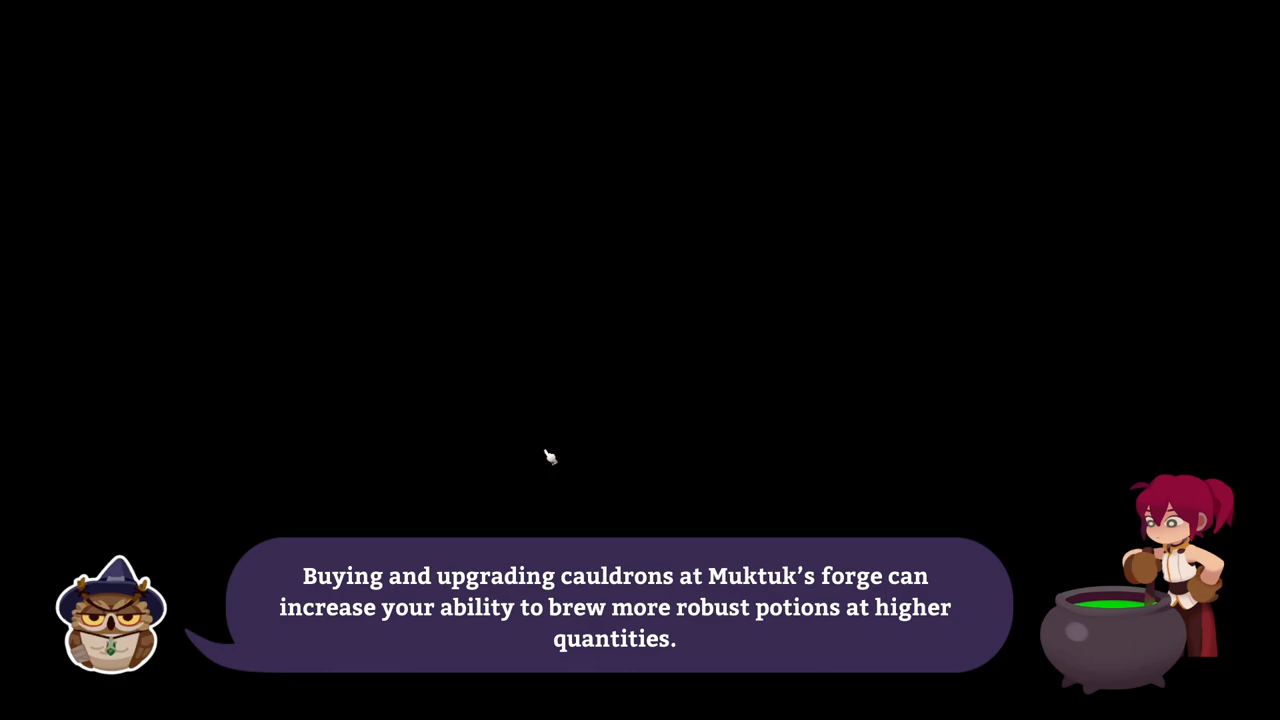 Buying and upgrading cauldrons at Muktuk’s forge can
increase your ability to brew more robust potions at higher
quantities.